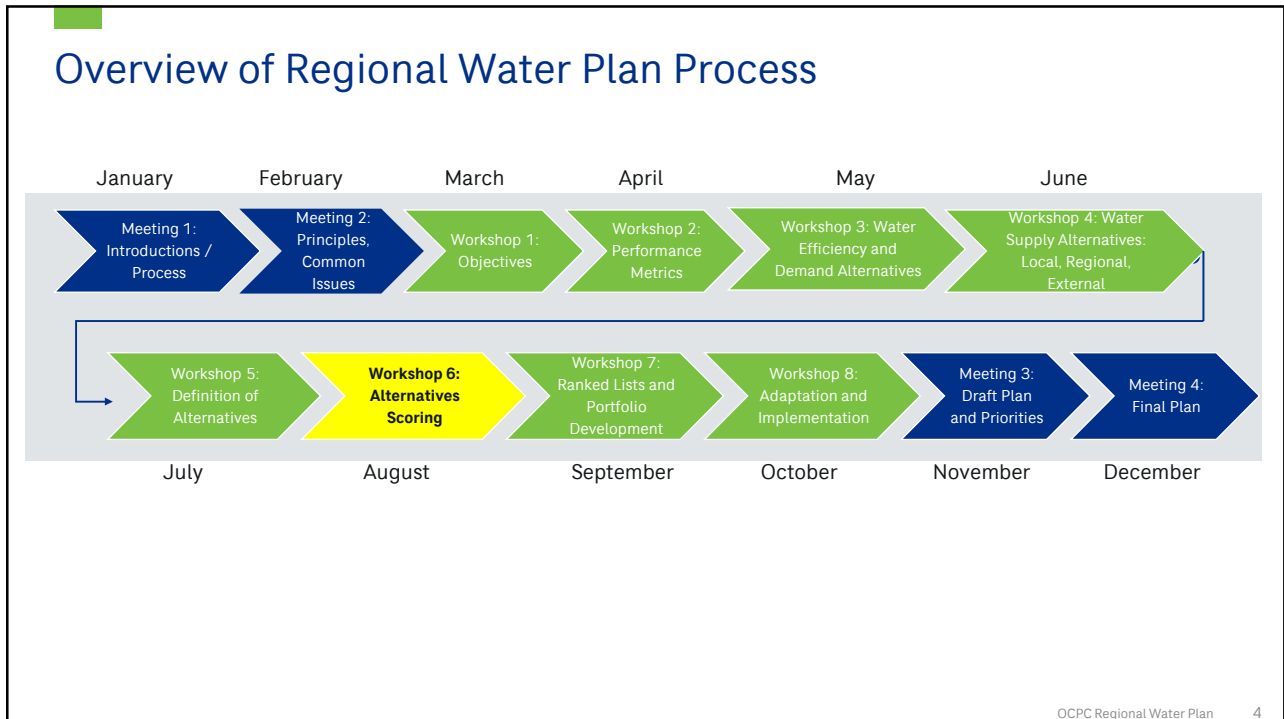 Overview of Regional Water Plan Process
January
February
March
April
May
June
Meeting 1:
Introductions /
Process
Meeting 2:
Principles,
Common
Issues
Workshop 1:
Objectives
Workshop 2:
Performance
Metrics
Workshop 3: Water
Efficiency and
Demand Alternatives
Workshop 4: Water
Supply Alternatives:
Local, Regional,
External
Workshop 5:
Definition of
Alternatives
Workshop 6:
Alternatives
Scoring
Workshop 7:
Ranked Lists and
Portfolio
Development
Workshop 8:
Adaptation and
Implementation
Meeting 3:
Draft Plan
and Priorities
Meeting 4:
Final Plan
July
August
September
October
November
December
OCPC Regional Water Plan 4